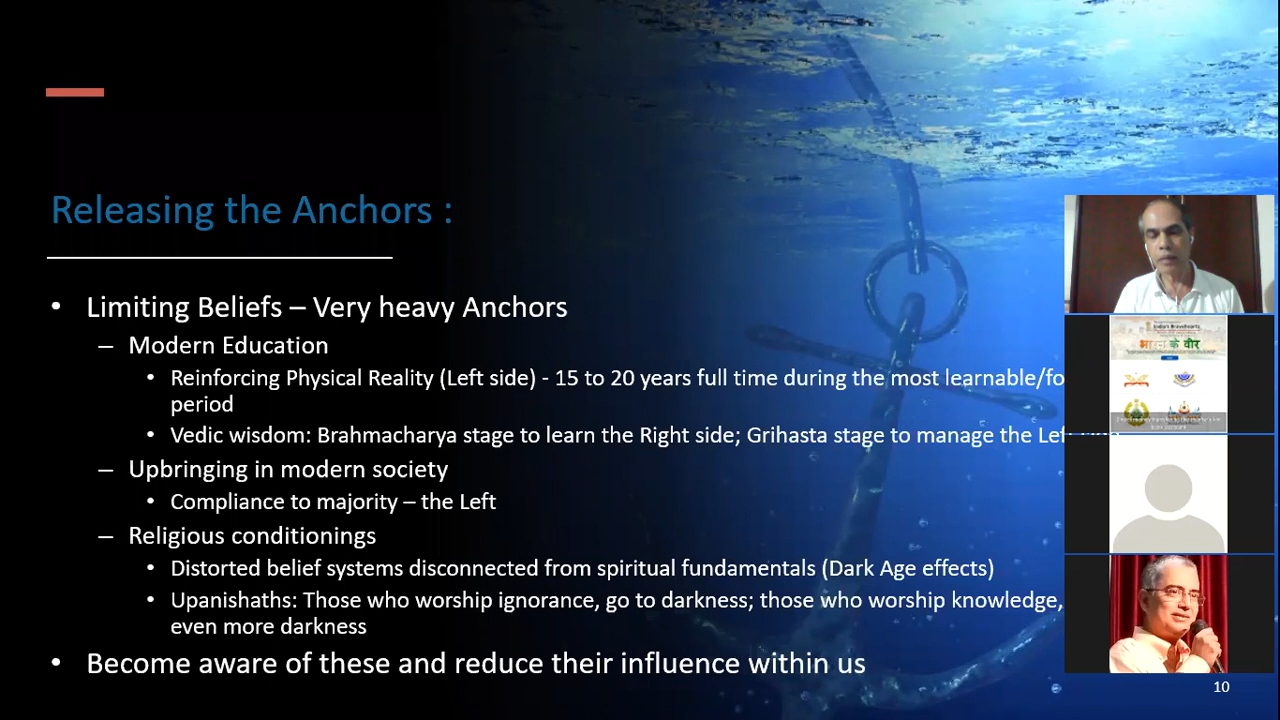 Releasing the Anchors :
• Limiting Beliefs – Very heavy Anchors
– Modern Education
• Reinforcing Physical Reality (Left side) - 15 to 20 years full time during the most learnable/fo
period
• Vedic wisdom: Brahmacharya stage to learn the Right side; Grihasta stage to manage the
– Upbringing in modern society
• Compliance to majority – the Left
– Religious conditionings
• Distorted belief systems disconnected from spiritual fundamentals (Dark Age effects)
• Upanishaths: Those who worship ignorance, go to darkness; those who worship knowledge,
even more darkness
• Become aware of these and reduce their influence within us
India's Bravehearts
भारत के वीर
10